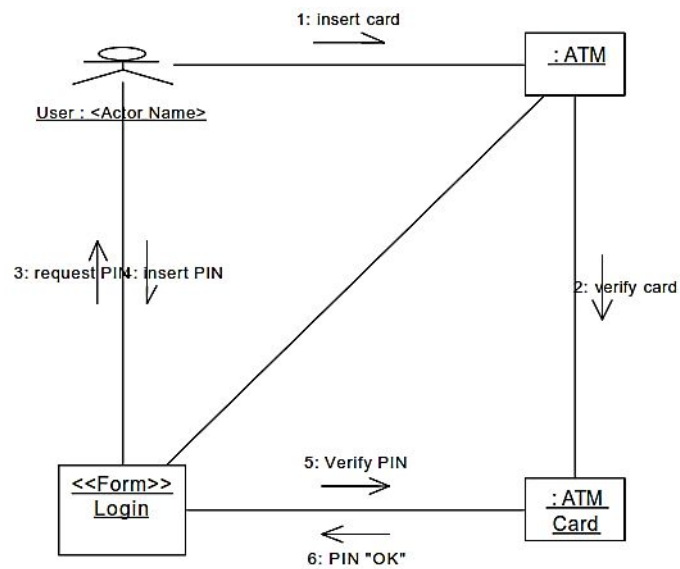 1: insert card
: ATM
User : <Actor Name>
3: request PIN
4: insert PIN
2: verify card
<<Form>>
Login
5: Verify PIN
: ATM
Card
6: PIN "OK"